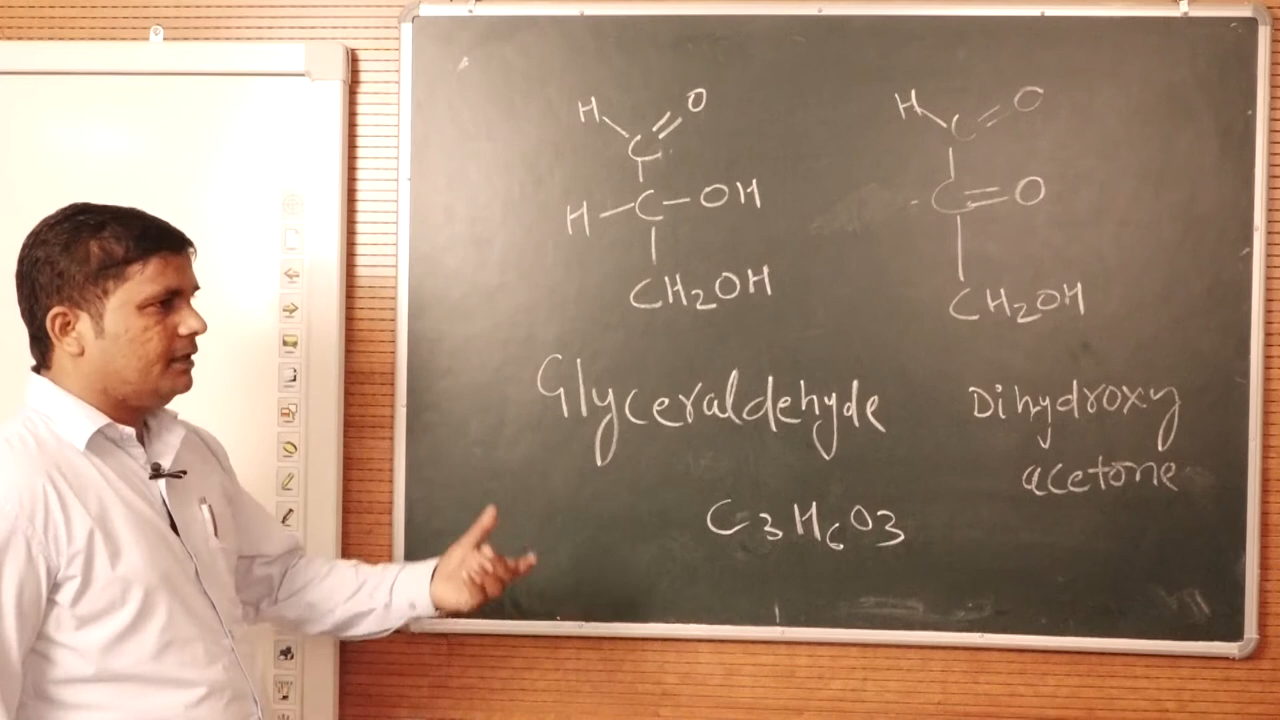 H O H O
C C
H-C-OH C=O
CH2OH CH2OH
Glyceraldehyde Dihydroxy
acetone
C3H6O3